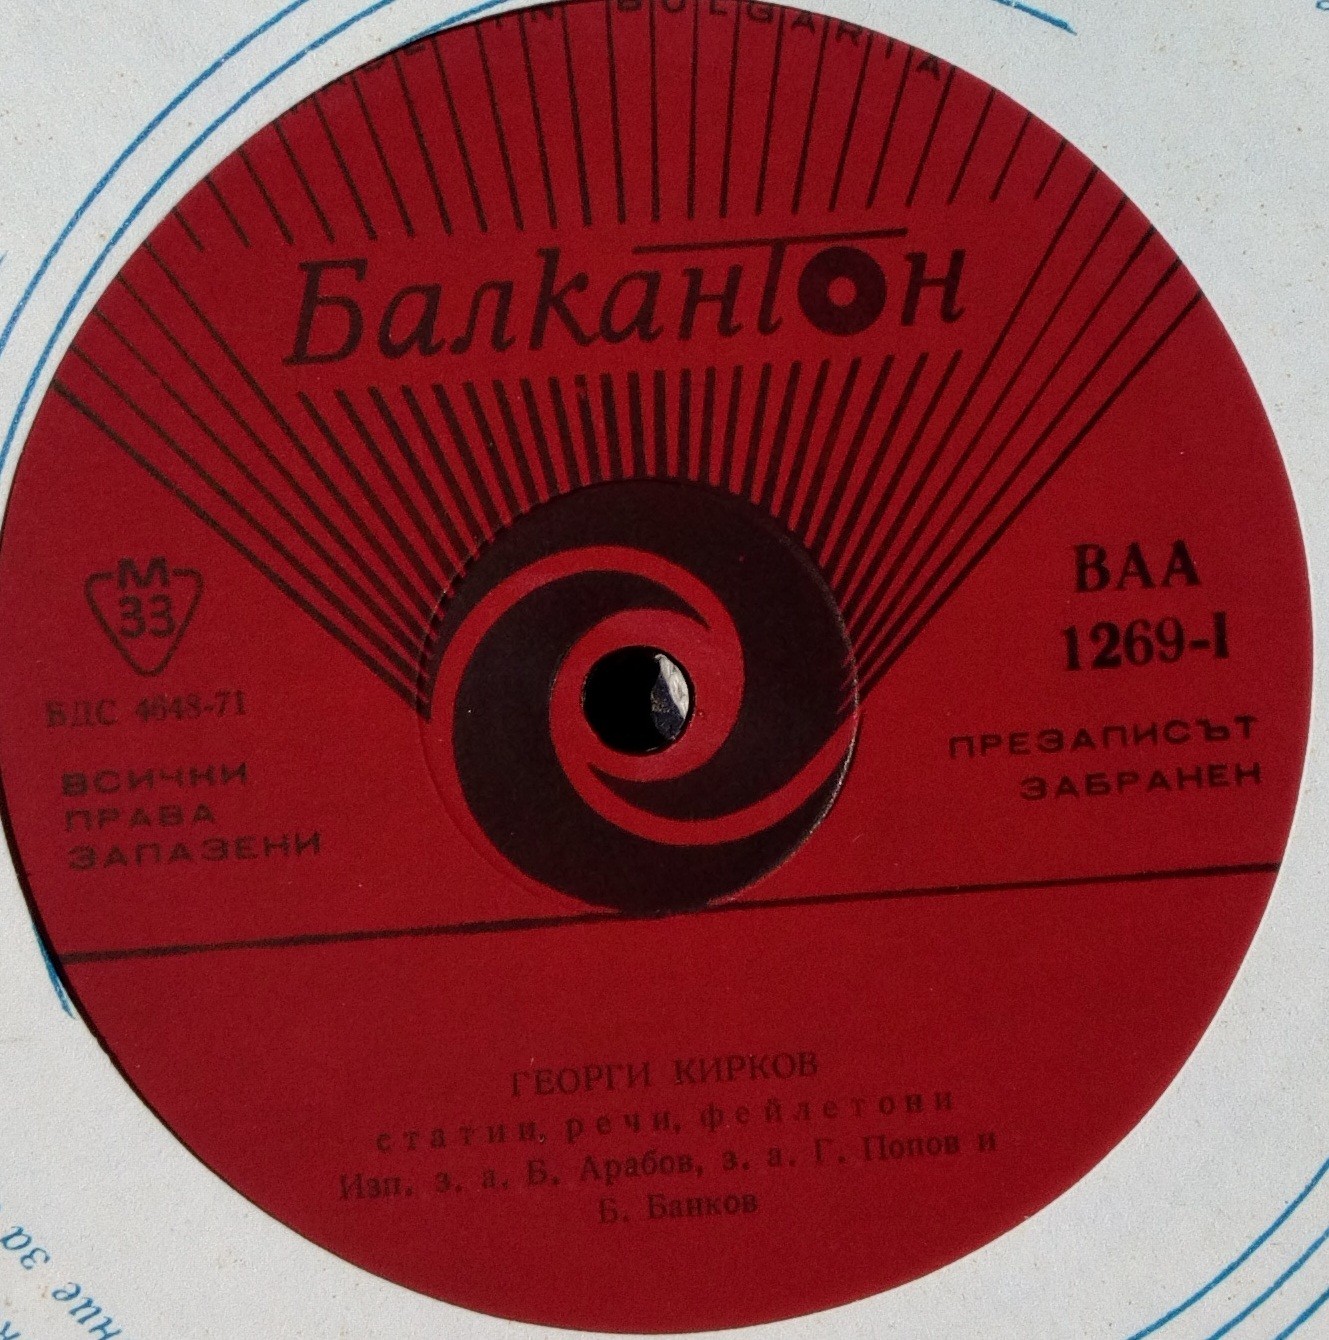 MADE IN BULGARIA
Балкантон
М
33
БДС 4648-71
ВСИЧКИ
ПРАВА
ЗАПАЗЕНИ
ВАА
1269-I
ПРЕЗАПИСЪТ
ЗАБРАНЕН
ГЕОРГИ КИРКОВ
статии, речи, фейлетони
Изп. з. а. Б. Арабов, з. а. Г. Попов и
Б. Банков